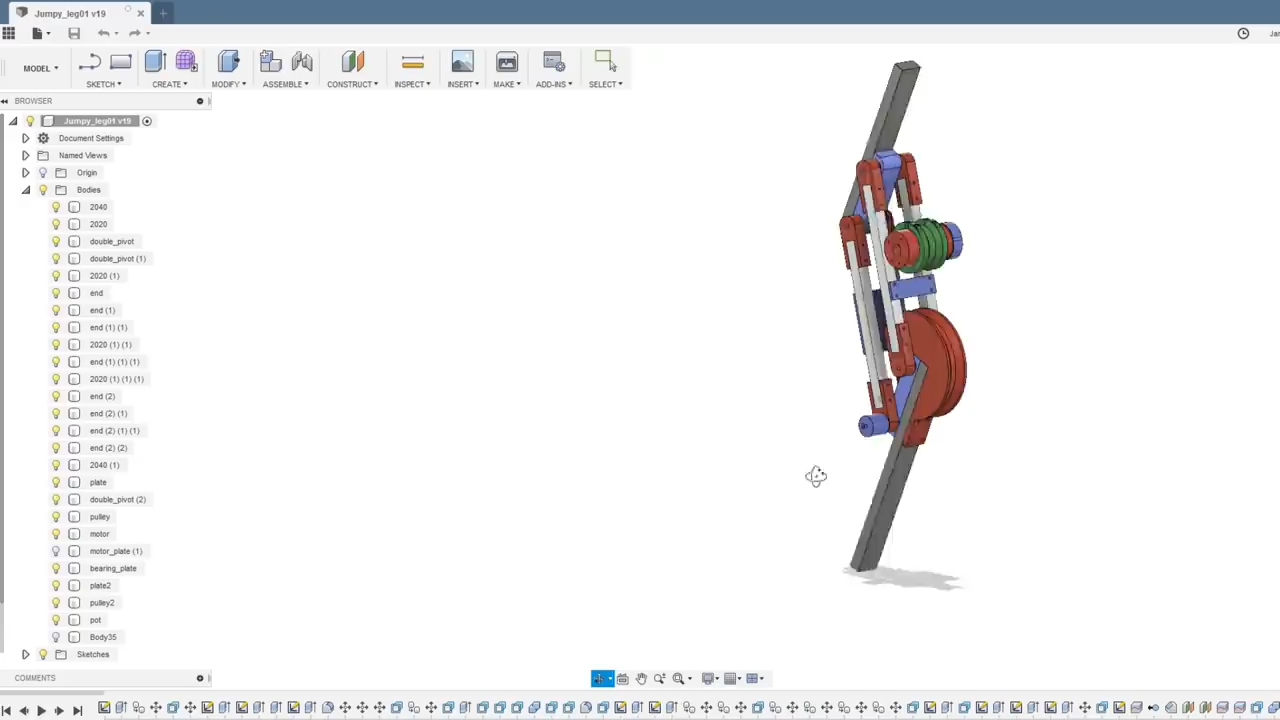 Jumpy_leg01 v19
MODEL
SKETCH
CREATE
MODIFY
ASSEMBLE
CONSTRUCT
INSPECT
INSERT
MAKE
ADD-INS
SELECT
BROWSER
Jumpy_leg01 v19
Document Settings
Named Views
Origin
Bodies
2040
2020
double_pivot
double_pivot (1)
2020 (1)
end
end (1)
end (1) (1)
2020 (1) (1)
end (1) (1) (1)
2020 (1) (1) (1)
end (2)
end (2) (1)
end (2) (1) (1)
end (2) (2)
2040 (1)
plate
double_pivot (2)
pulley
motor
motor_plate (1)
bearing_plate
plate2
pulley2
pot
Body35
Sketches
COMMENTS